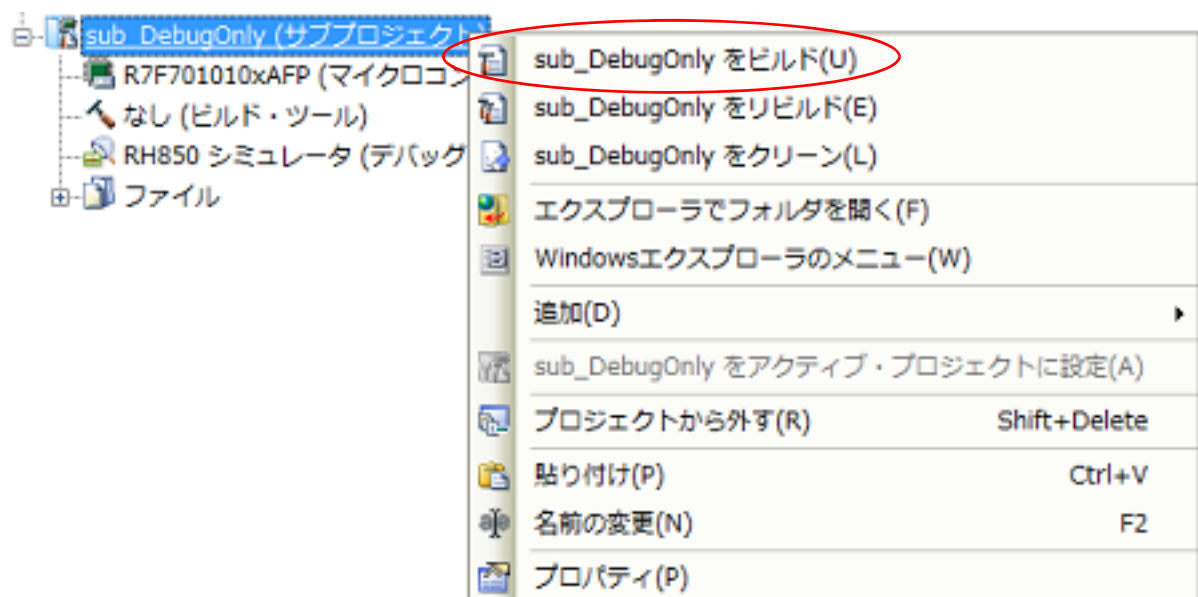 sub_DebugOnly (サブプロジェクト)
R7F701010xAFP (マイクロコン
なし (ビルド・ツール)
RH850 シミュレータ (デバッグ
ファイル
sub_DebugOnly をビルド(U)
sub_DebugOnly をリビルド(E)
sub_DebugOnly をクリーン(L)
エクスプローラでフォルダを開く(F)
Windowsエクスプローラのメニュー(W)
追加(D)
sub_DebugOnly をアクティブ・プロジェクトに設定(A)
プロジェクトから外す(R) Shift+Delete
貼り付け(P) Ctrl+V
名前の変更(N) F2
プロパティ(P)